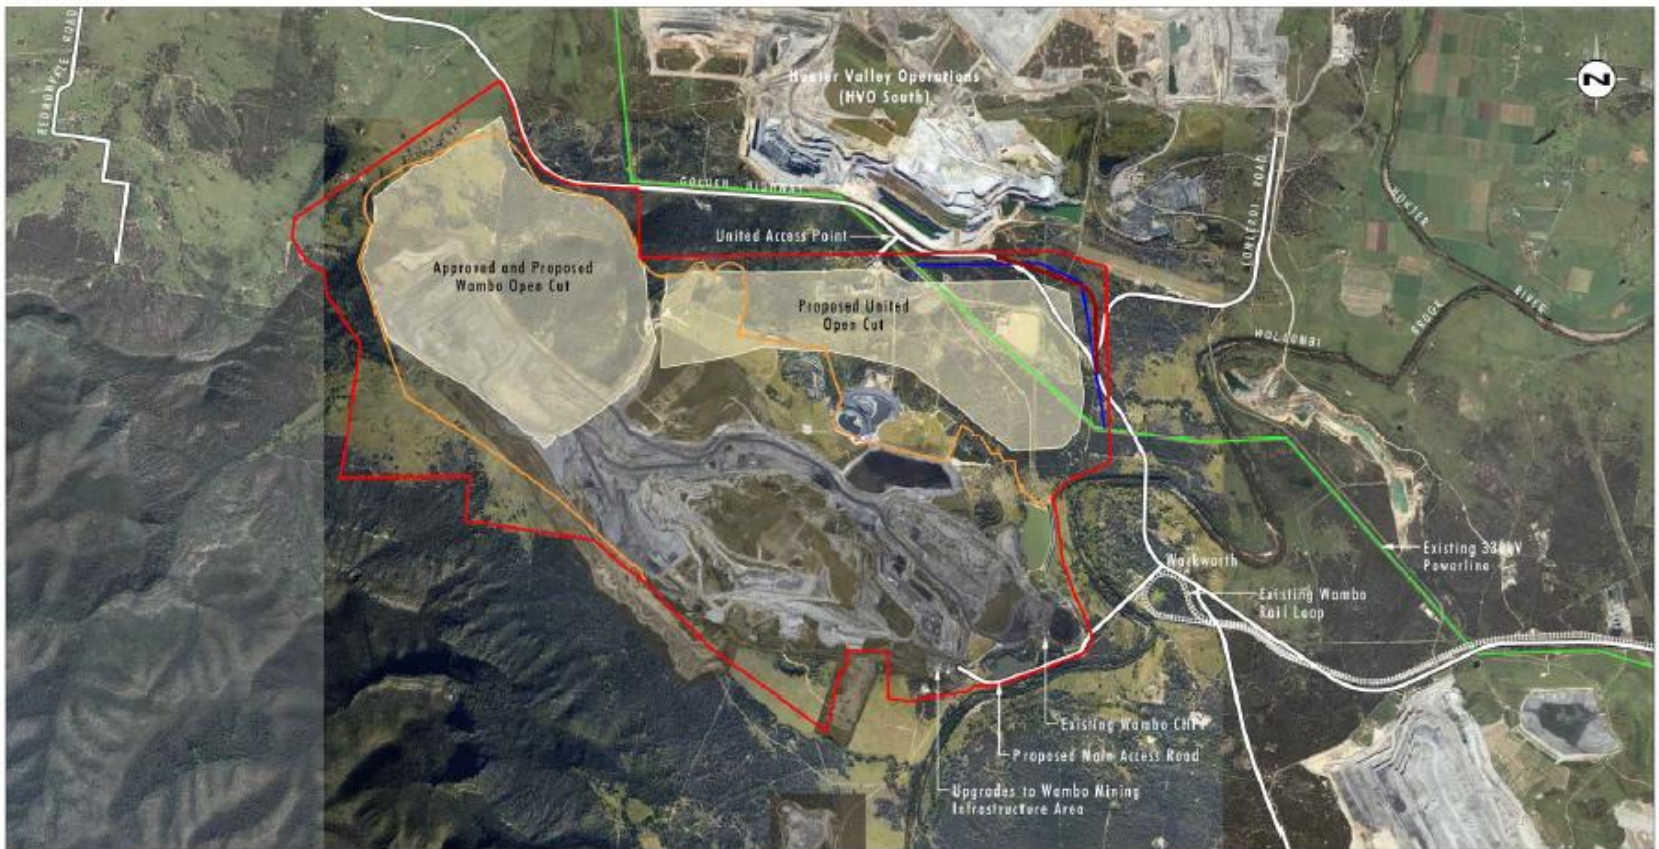 REDBOURNE ROAD
Hunter Valley Operations
(HVO South)
GOLDEN HIGHWAY
United Access Point
COMLEROI ROAD
HUNTER
RIVER
Approved and Proposed
Wambo Open Cut
Proposed United
Open Cut
WOLLOMBI
BROOK
Existing 330kV
Powerline
Warkworth
Existing Wambo
Rail Loop
Existing Wambo CHPP
Proposed Main Access Road
Upgrades to Wambo Mining
Infrastructure Area